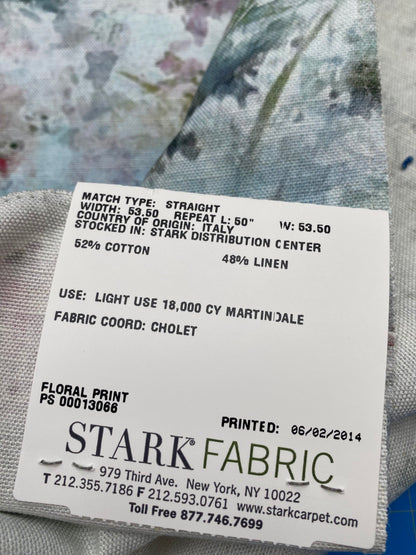 MATCH TYPE: STRAIGHT
WIDTH: 53.50 REPEAT L: 50" W: 53.50
COUNTRY OF ORIGIN: ITALY
STOCKED IN: STARK DISTRIBUTION CENTER
52% COTTON 48% LINEN
USE: LIGHT USE 18,000 CY MARTINDALE
FABRIC COORD: CHOLET
FLORAL PRINT
PS 00013066
PRINTED: 06/02/2014
STARK® FABRIC
979 Third Ave. New York, NY 10022
T 212.355.7186 F 212.593.0761 www.starkcarpet.com
Toll Free 877.746.7699